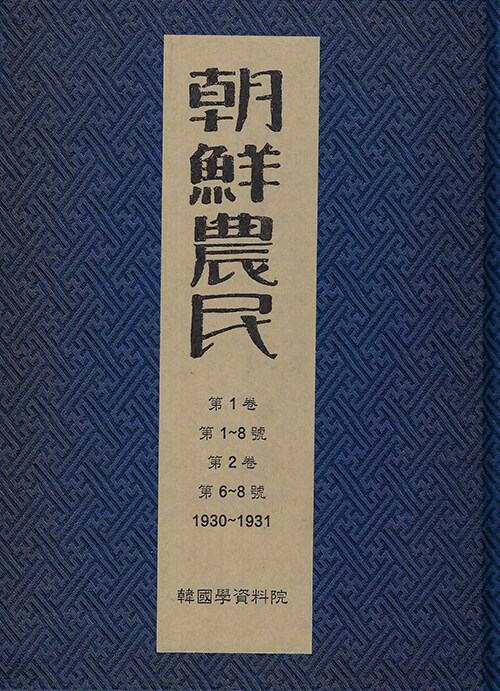 朝鮮農民
第 1 卷
第 1~8 號
第 2 卷
第 6~8 號
1930~1931
韓國學資料院